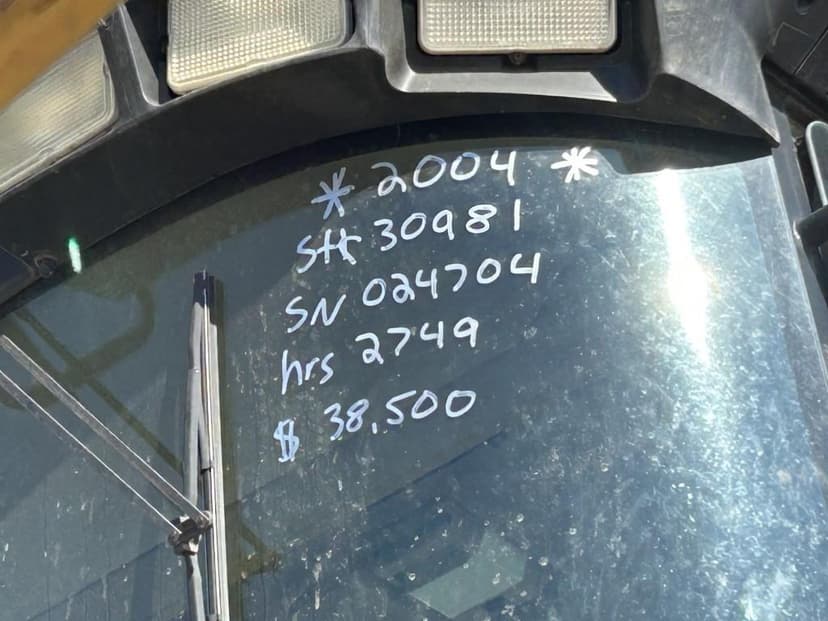 * 2004 *
Stk 30981
SN 024704
hrs 2749
$ 38,500